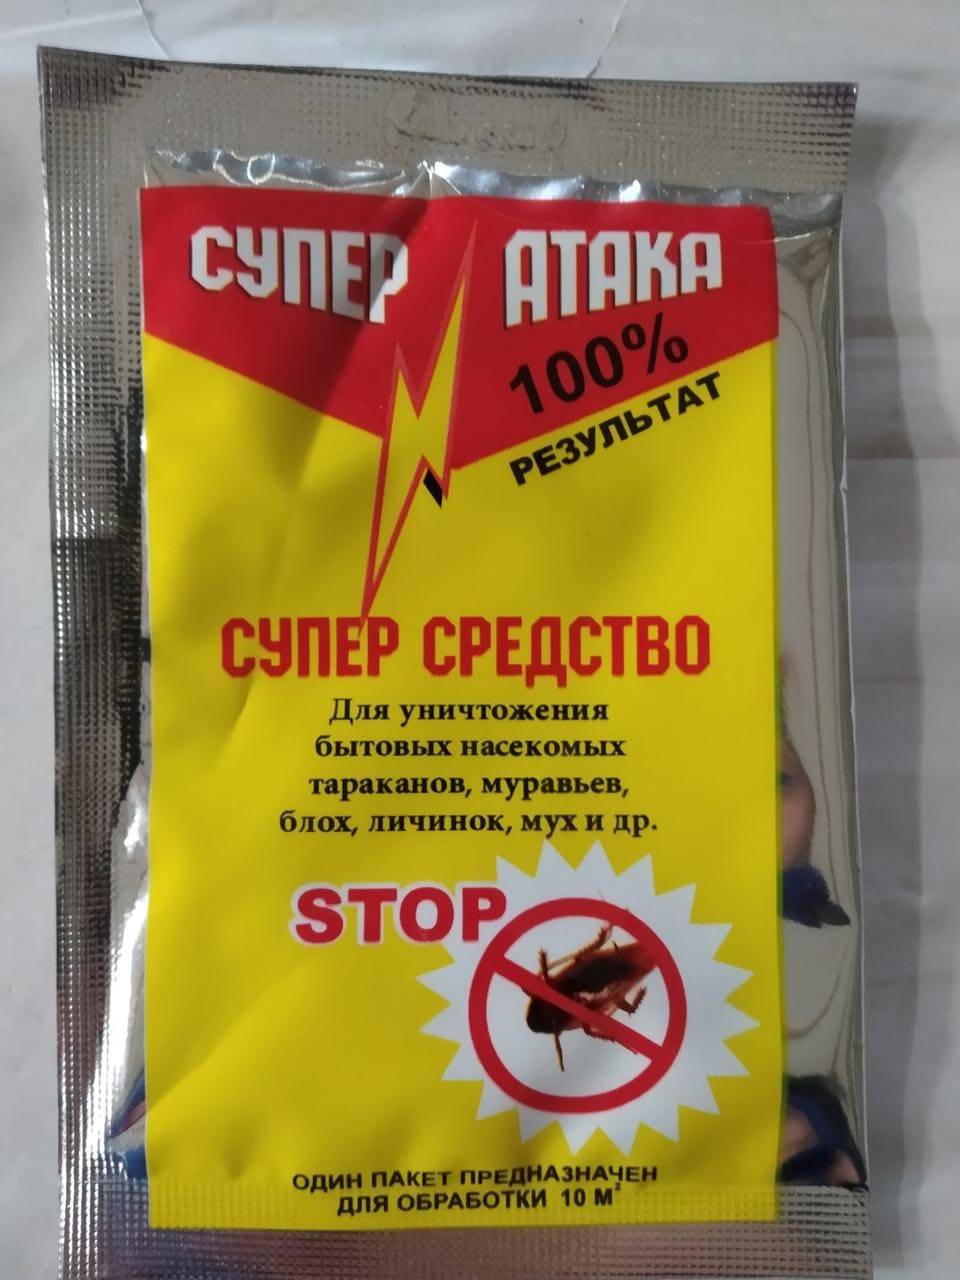 СУПЕР АТАКА
100%
РЕЗУЛЬТАТ
СУПЕР СРЕДСТВО
Для уничтожения
бытовых насекомых
тараканов, муравьев,
блох, личинок, мух и др.
STOP
ОДИН ПАКЕТ ПРЕДНАЗНАЧЕН
ДЛЯ ОБРАБОТКИ 10 М²